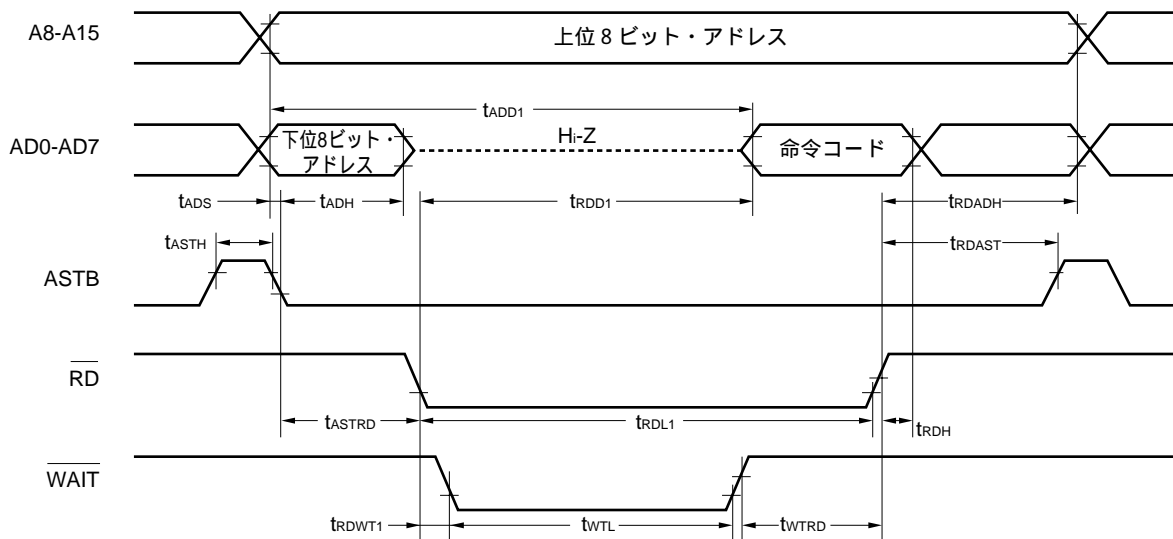 A8-A15
上位 8 ビット・アドレス
tADD1
AD0-AD7
下位8ビット・
アドレス
Hi-Z
命令コード
tADS
tADH
tRDD1
tRDADH
tASTH
tRDAST
ASTB
RD
tASTRD
tRDL1
tRDH
WAIT
tRDWT1
tWTL
tWTRD